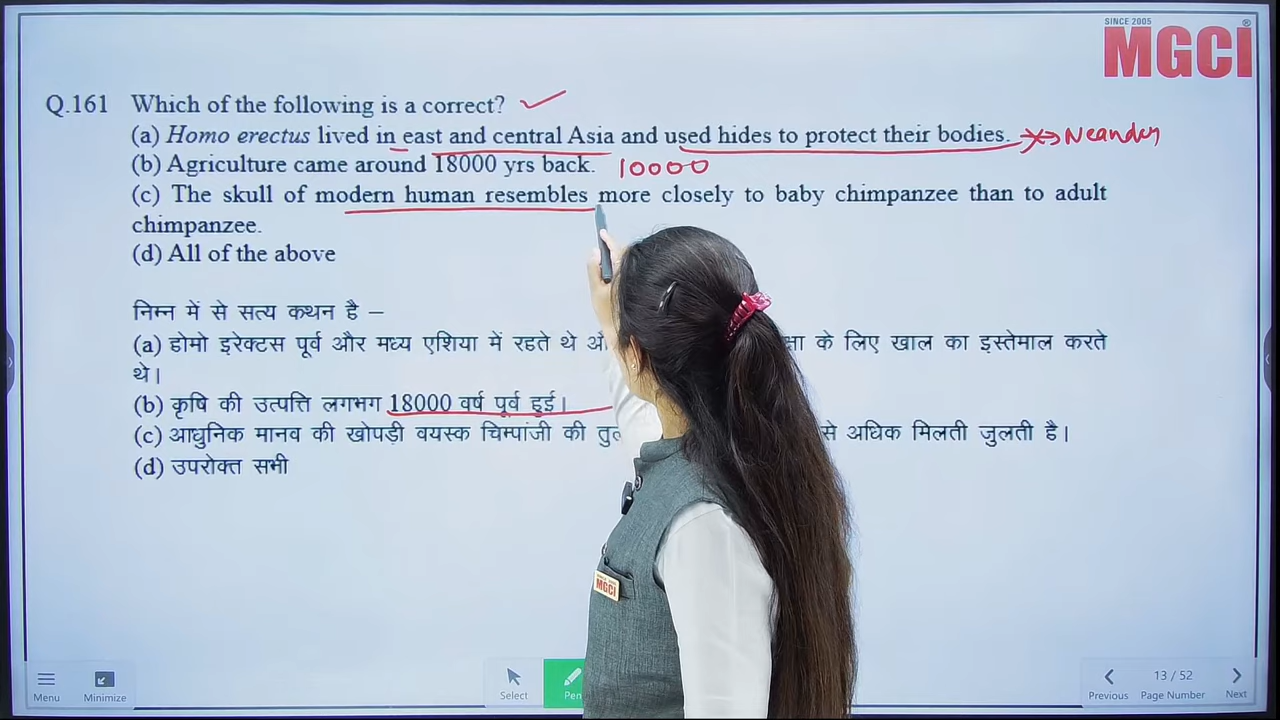 SINCE 2005
MGCI
Q.161 Which of the following is a correct?
(a) Homo erectus lived in east and central Asia and used hides to protect their bodies. Neander
(b) Agriculture came around 18000 yrs back. 10000
(c) The skull of modern human resembles more closely to baby chimpanzee than to adult
chimpanzee.
(d) All of the above
निम्न में से सत्य कथन है –
(a) होमो इरेक्टस पूर्व और मध्य एशिया में रहते थे के लिए खाल का इस्तेमाल करते
थे।
(b) कृषि की उत्पत्ति लगभग 18000 वर्ष पूर्व हुई।
(c) आधुनिक मानव की खोपड़ी वयस्क चिम्पांजी की से अधिक मिलती जुलती है।
(d) उपरोक्त सभी
MGCI
Menu Minimize Select Pen Previous 13 / 52 Page Number Next